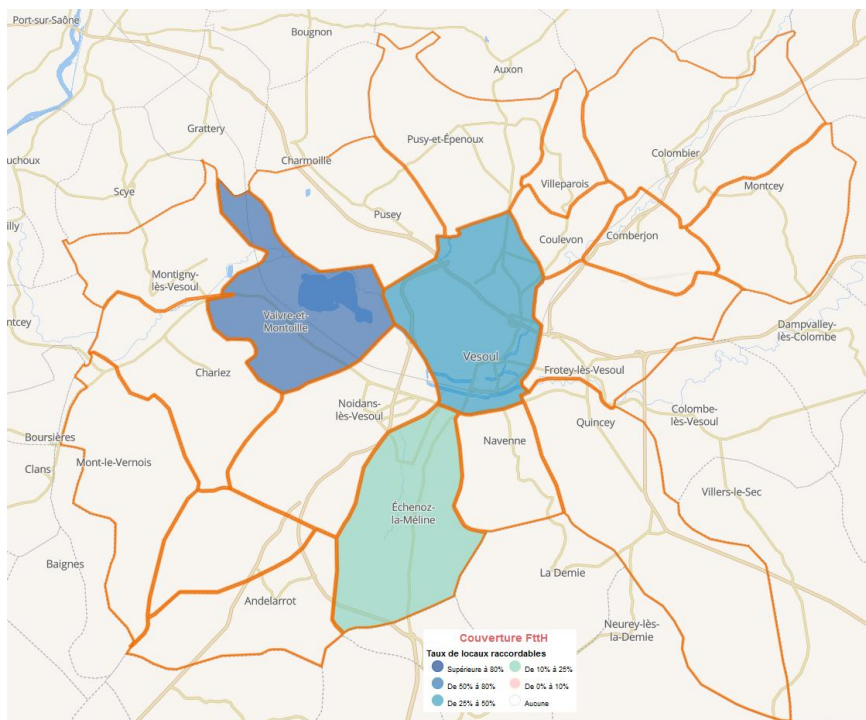 Port-sur-Saône
Bougnon
Auxon
Grattery
Pusy-et-Épenoux
Colombier
Charmoille
Scye
Villeparois
Montcey
Pusey
Coulevon
Comberjon
Montigny-
lès-Vesoul
Vaivre-et-
Montoille
Dampvalley-
lès-Colombe
Vesoul
Charlez
Frotey-lès-Vesoul
Noidans-
lès-Vesoul
Colombe-
lès-Vesoul
Boursières
Navenne
Quincey
Clans
Mont-le-Vernois
Villers-le-Sec
Échenoz-
la-Méline
Baignes
La Demie
Andelarrot
Neurey-lès-
la-Demie
Couverture FttH
Taux de locaux raccordables
Supérieure à 80%
De 10% à 25%
De 50% à 80%
De 0% à 10%
De 25% à 50%
Aucune